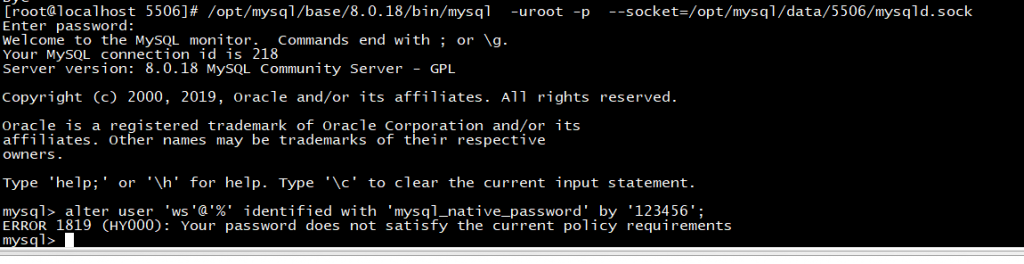 [root@localhost 5506]# /opt/mysql/base/8.0.18/bin/mysql  -uroot -p  --socket=/opt/mysql/data/5506/mysqld.sock
Enter password:
Welcome to the MySQL monitor.  Commands end with ; or \g.
Your MySQL connection id is 218
Server version: 8.0.18 MySQL Community Server - GPL

Copyright (c) 2000, 2019, Oracle and/or its affiliates. All rights reserved.

Oracle is a registered trademark of Oracle Corporation and/or its
affiliates. Other names may be trademarks of their respective
owners.

Type 'help;' or '\h' for help. Type '\c' to clear the current input statement.

mysql> alter user 'ws'@'%' identified with 'mysql_native_password' by '123456';
ERROR 1819 (HY000): Your password does not satisfy the current policy requirements
mysql>